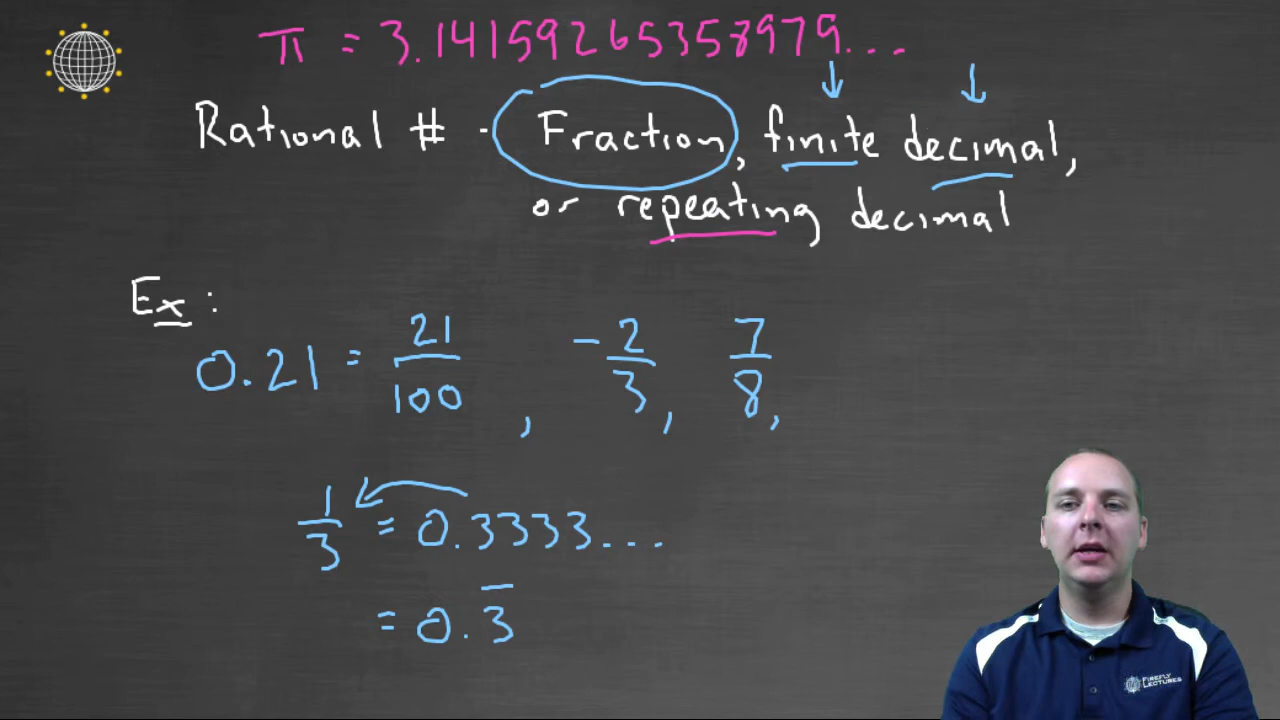 π = 3.14159265358979...
Rational # - Fraction, finite decimal,
or repeating decimal
Ex:
0.21 = 21/100, -2/3, 7/8,
1/3 = 0.3333...
= 0.3̅
FIREFLY
LECTURES